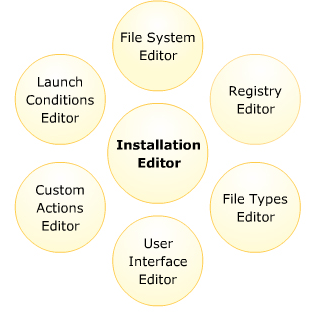 File System
Editor
Launch
Conditions
Editor
Registry
Editor
Installation
Editor
Custom
Actions
Editor
File Types
Editor
User
Interface
Editor